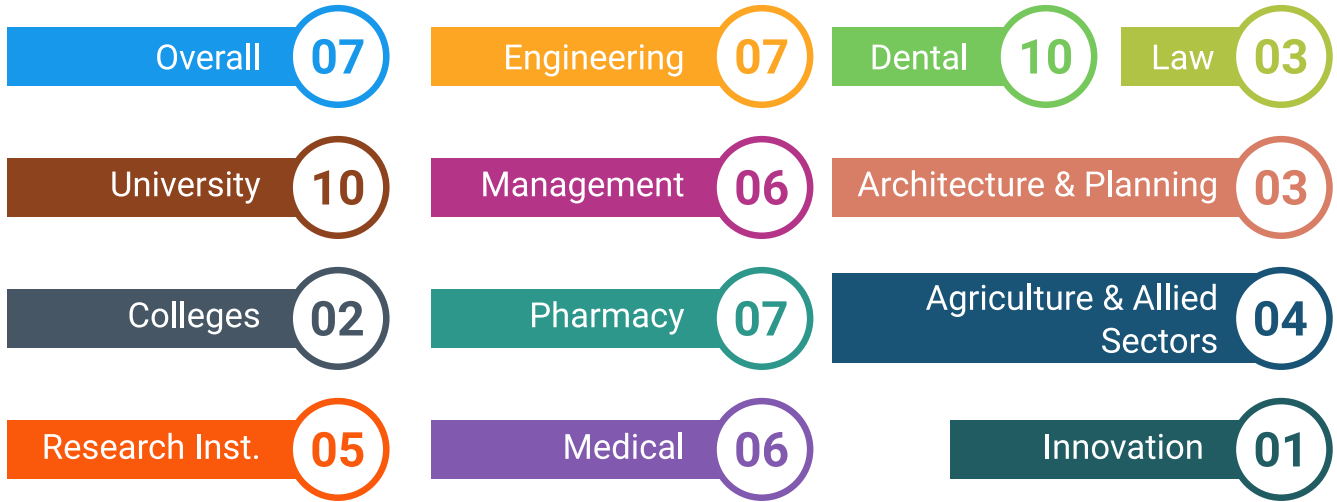 Overall 07
Engineering 07
Dental 10
Law 03
University 10
Management 06
Architecture & Planning 03
Colleges 02
Pharmacy 07
Agriculture & Allied
Sectors 04
Research Inst. 05
Medical 06
Innovation 01